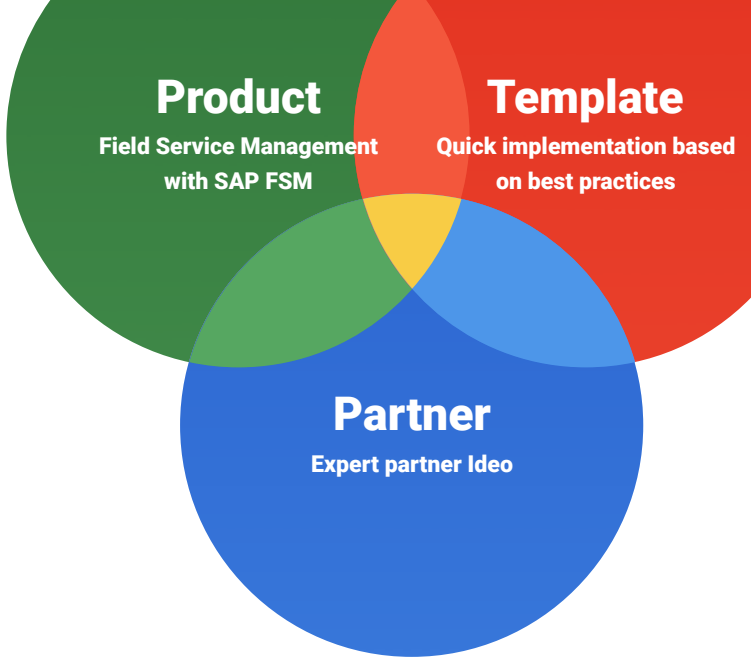 Product
Field Service Management
with SAP FSM
Template
Quick implementation based
on best practices
Partner
Expert partner Ideo